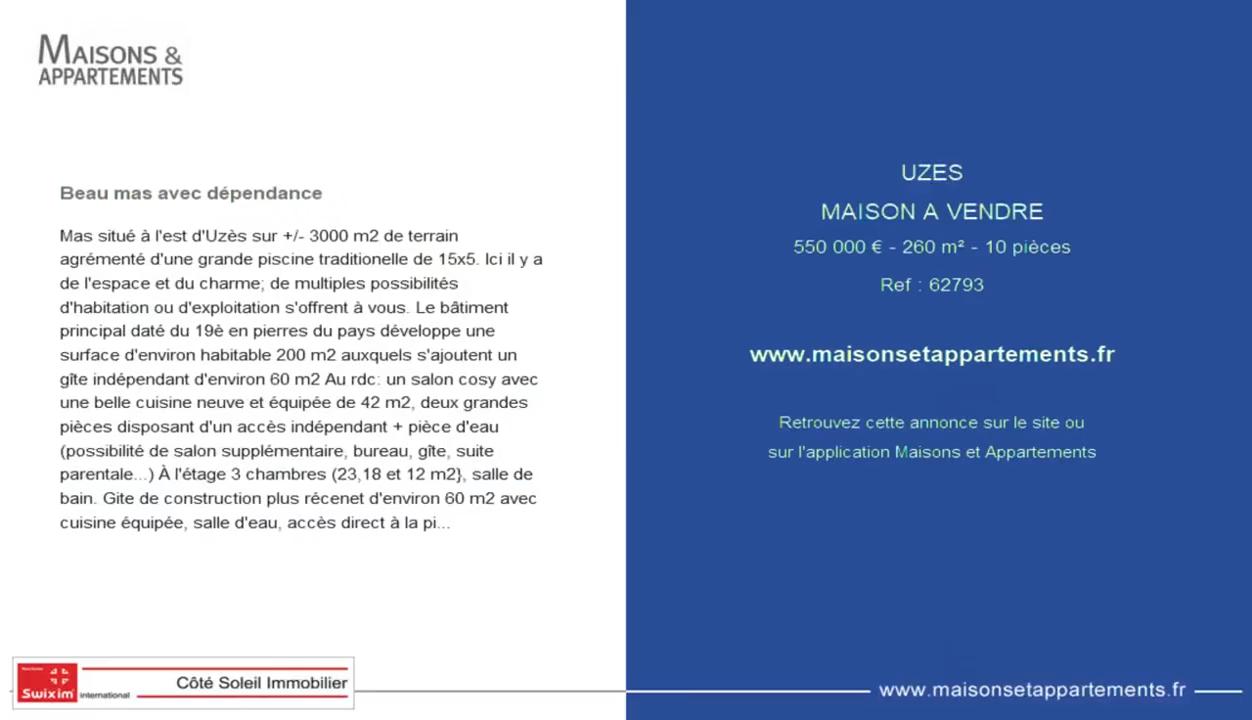 MAISONS &
APPARTEMENTS
Beau mas avec dépendance
Mas situé à l'est d'Uzès sur +/- 3000 m2 de terrain
agrémenté d'une grande piscine traditionelle de 15x5. Ici il y a
de l'espace et du charme; de multiples possibilités
d'habitation ou d'exploitation s'offrent à vous. Le bâtiment
principal daté du 19è en pierres du pays développe une
surface d'environ habitable 200 m2 auxquels s'ajoutent un
gîte indépendant d'environ 60 m2 Au rdc: un salon cosy avec
une belle cuisine neuve et équipée de 42 m2, deux grandes
pièces disposant d'un accès indépendant + pièce d'eau
(possibilité de salon supplémentaire, bureau, gîte, suite
parentale...) À l'étage 3 chambres (23,18 et 12 m2}, salle de
bain. Gite de construction plus récenet d'environ 60 m2 avec
cuisine équipée, salle d'eau, accès direct à la pi...
Swixim international
Côté Soleil Immobilier
UZES
MAISON A VENDRE
550 000 € - 260 m² - 10 pièces
Ref : 62793
www.maisonsetappartements.fr
Retrouvez cette annonce sur le site ou
sur l'application Maisons et Appartements
www.maisonsetappartements.fr